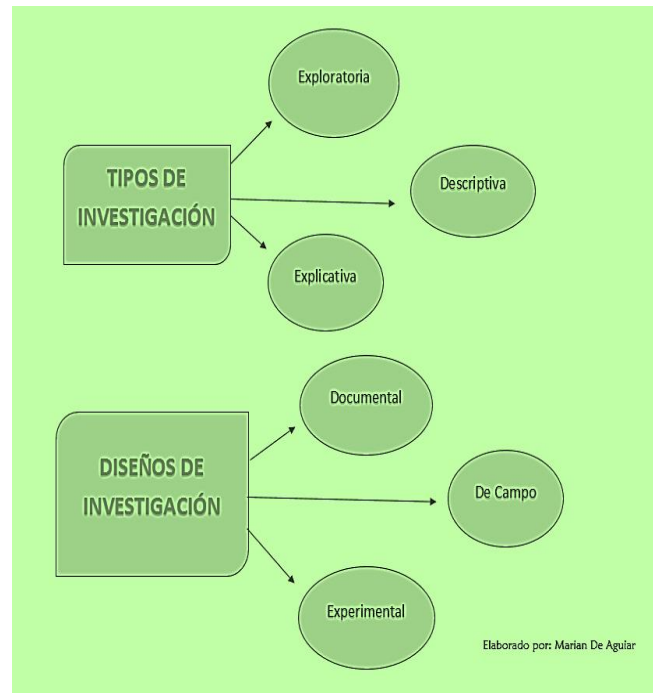 Exploratoria
TIPOS DE
INVESTIGACIÓN
Descriptiva
Explicativa
Documental
DISEÑOS DE
INVESTIGACIÓN
De Campo
Experimental
Elaborado por: Marian De Aguiar